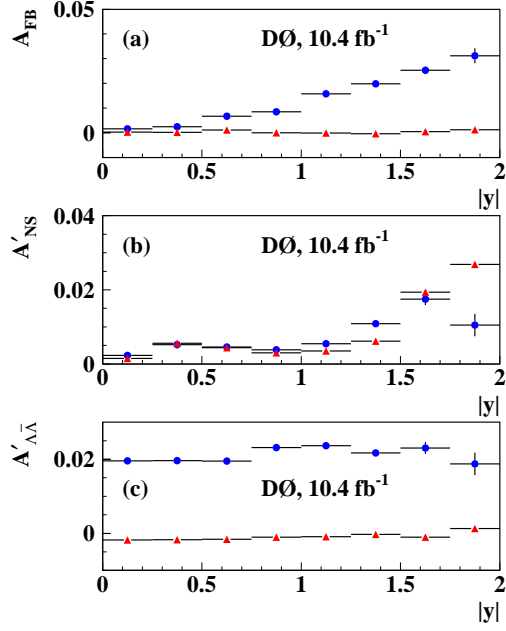 A_FB
0.05
(a) DØ, 10.4 fb⁻¹
0
0 0.5 1 1.5 2
|y|
A′_NS
0.04
(b) DØ, 10.4 fb⁻¹
0.02
0
0 0.5 1 1.5 2
|y|
A′_ΛΛ̄
0.02
(c) DØ, 10.4 fb⁻¹
0
0 0.5 1 1.5 2
|y|